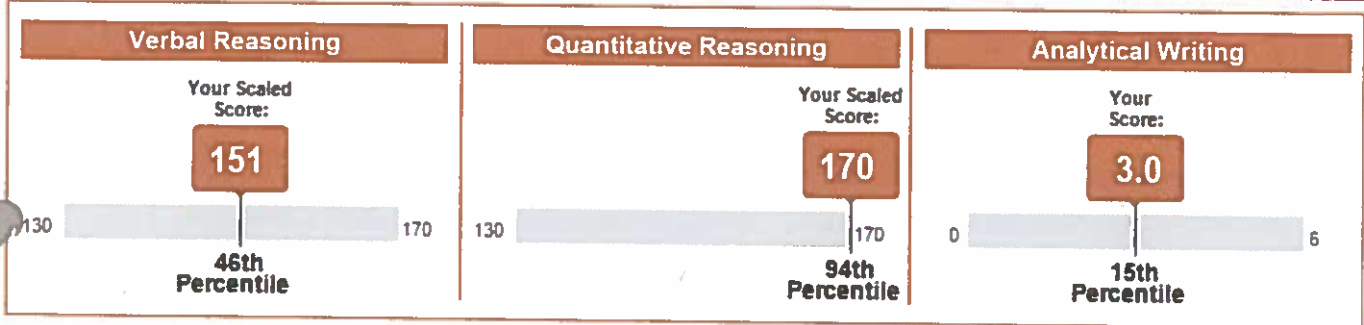 Verbal Reasoning
Your Scaled
Score:
151
130
170
46th
Percentile
Quantitative Reasoning
Your Scaled
Score:
170
130
170
94th
Percentile
Analytical Writing
Your
Score:
3.0
0
6
15th
Percentile